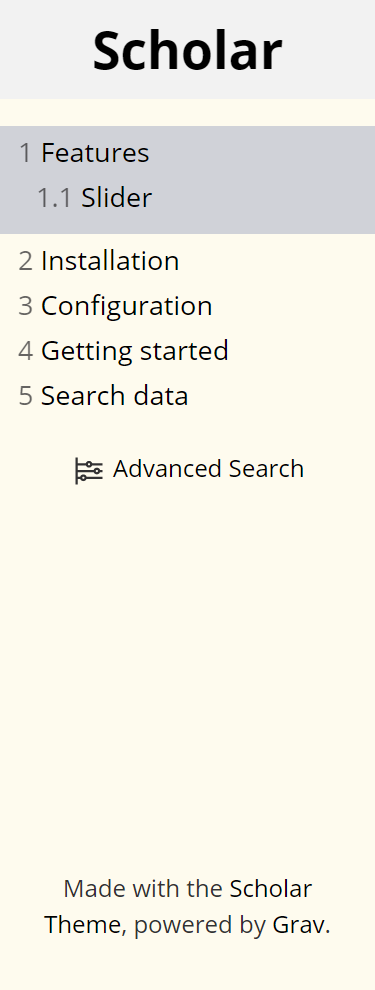 Scholar
1 Features
1.1 Slider
2 Installation
3 Configuration
4 Getting started
5 Search data
Advanced Search
Made with the Scholar
Theme, powered by Grav.